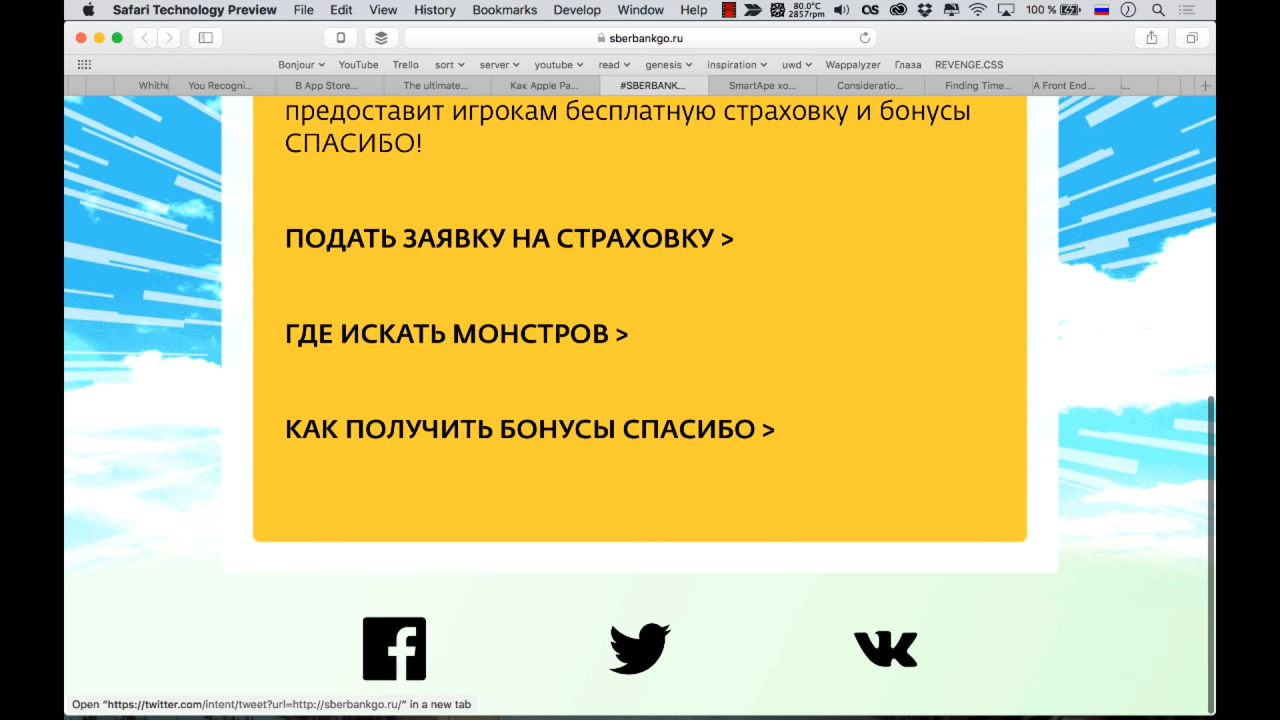 Safari Technology Preview File Edit View History Bookmarks Develop Window Help 80.0°C 2857rpm 100 %
sberbankgo.ru
Bonjour YouTube Trello sort server youtube read genesis inspiration uwd Wappalyzer Глаза REVENGE.CSS
Whithe You Recogni... B App Store... The ultimate... Как Apple Pa... #SBERBANK... SmartApe хо... Consideratio... Finding Time... A Front End... ...
предоставит игрокам бесплатную страховку и бонусы
СПАСИБО!
ПОДАТЬ ЗАЯВКУ НА СТРАХОВКУ >
ГДЕ ИСКАТЬ МОНСТРОВ >
КАК ПОЛУЧИТЬ БОНУСЫ СПАСИБО >
Open “https://twitter.com/intent/tweet?url=http://sberbankgo.ru/” in a new tab